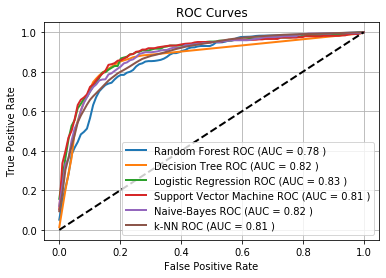 ROC Curves
True Positive Rate
1.0
0.8
0.6
0.4
0.2
0.0
Random Forest ROC (AUC = 0.78 )
Decision Tree ROC (AUC = 0.82 )
Logistic Regression ROC (AUC = 0.83 )
Support Vector Machine ROC (AUC = 0.81 )
Naive-Bayes ROC (AUC = 0.82 )
k-NN ROC (AUC = 0.81 )
0.0 0.2 0.4 0.6 0.8 1.0
False Positive Rate